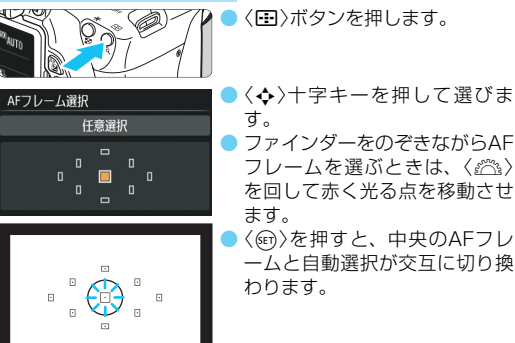 AUTO
〈〉ボタンを押します。
AFフレーム選択
任意選択
〈〉十字キーを押して選びま
す。
ファインダーをのぞきながらAF
フレームを選ぶときは、〈〉
を回して赤く光る点を移動させ
ます。
〈SET〉を押すと、中央のAFフレ
ームと自動選択が交互に切り換
わります。